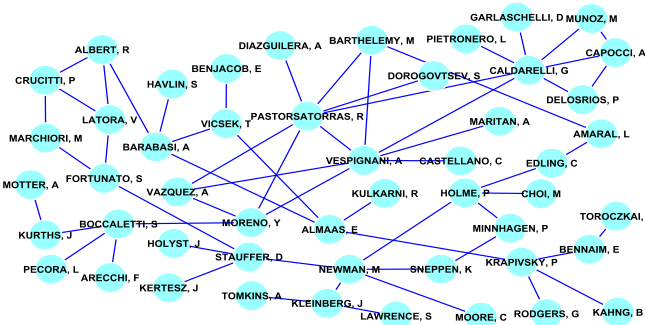 GARLASCHELLI, D
MUNOZ, M
ALBERT, R
DIAZGUILERA, A
BARTHELEMY, M
PIETRONERO, L
CAPOCCI, A
CRUCITTI, P
HAVLIN, S
BENJACOB, E
DOROGOVTSEV, S
CALDARELLI, G
DELOSRIOS, P
LATORA, V
VICSEK, T
PASTORSATORRAS, R
MARITAN, A
MARCHIORI, M
BARABASI, A
AMARAL, L
VESPIGNANI, A
CASTELLANO, C
EDLING, C
FORTUNATO, S
MOTTER, A
VAZQUEZ, A
KULKARNI, R
HOLME, P
CHOI, M
BOCCALETTI, S
MORENO, Y
ALMAAS, E
TOROCZKAI,
KURTHS, J
HOLYST, J
MINNHAGEN, P
BENNAIM, E
STAUFFER, D
PECORA, L
ARECCHI, F
NEWMAN, M
SNEPPEN, K
KRAPIVSKY, P
KERTESZ, J
TOMKINS, A
KLEINBERG, J
LAWRENCE, S
MOORE, C
RODGERS, G
KAHNG, B